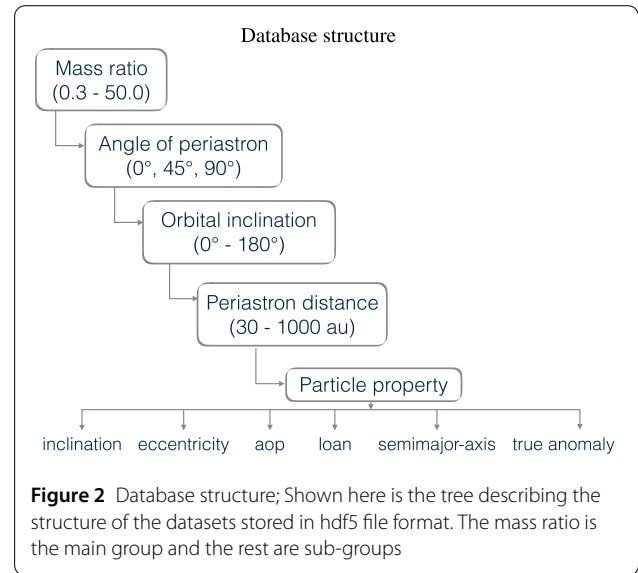 Database structure
Mass ratio
(0.3 - 50.0)
Angle of periastron
(0°, 45°, 90°)
Orbital inclination
(0° - 180°)
Periastron distance
(30 - 1000 au)
Particle property
inclination eccentricity aop loan semimajor-axis true anomaly
Figure 2 Database structure; Shown here is the tree describing the
structure of the datasets stored in hdf5 file format. The mass ratio is
the main group and the rest are sub-groups